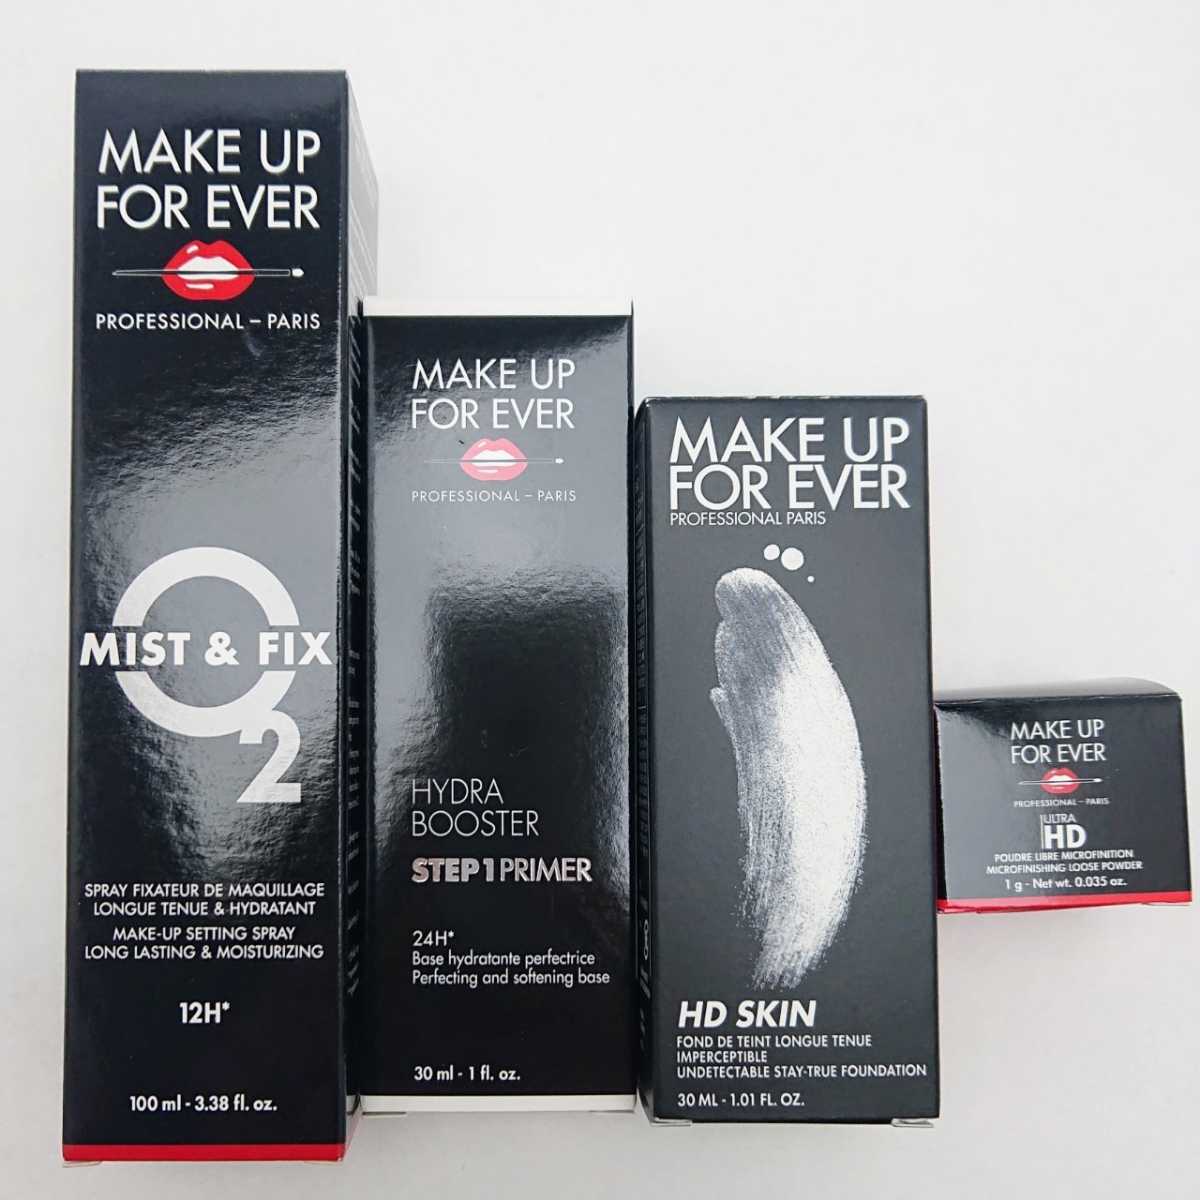 MAKE UP
FOR EVER
PROFESSIONAL – PARIS
O
MIST & FIX
2
SPRAY FIXATEUR DE MAQUILLAGE
LONGUE TENUE & HYDRATANT
MAKE-UP SETTING SPRAY
LONG LASTING & MOISTURIZING
12H*
100 ml - 3.38 fl. oz.
MAKE UP
FOR EVER
PROFESSIONAL – PARIS
HYDRA
BOOSTER
STEP 1 PRIMER
24H*
Base hydratante perfectrice
Perfecting and softening base
30 ml - 1 fl. oz.
MAKE UP
FOR EVER
PROFESSIONAL PARIS
HD SKIN
FOND DE TEINT LONGUE TENUE
IMPERCEPTIBLE
UNDETECTABLE STAY-TRUE FOUNDATION
30 ML - 1.01 FL. OZ.
MAKE UP
FOR EVER
PROFESSIONAL – PARIS
ULTRA
HD
POUDRE LIBRE MICROFINITION
MICROFINISHING LOOSE POWDER
1 g - Net wt. 0.035 oz.